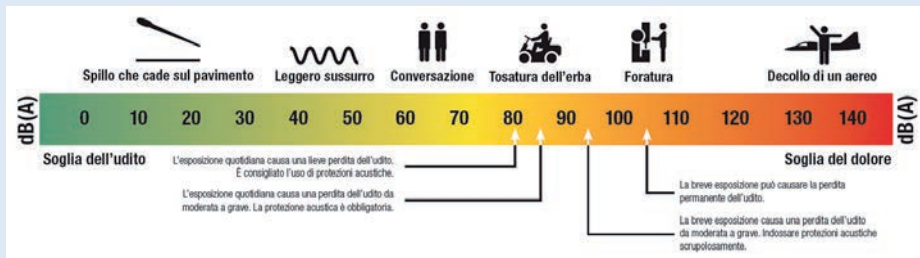 Spillo che cade sul pavimento
Leggero sussurro
Conversazione
Tosatura dell'erba
Foratura
Decollo di un aereo
dB(A) 0 10 20 30 40 50 60 70 80 90 100 110 120 130 140 dB(A)
Soglia dell'udito
Soglia del dolore
L'esposizione quotidiana causa una lieve perdita dell'udito.
È consigliato l'uso di protezioni acustiche.
L'esposizione quotidiana causa una perdita dell'udito da
moderata a grave. La protezione acustica è obbligatoria.
La breve esposizione può causare la perdita
permanente dell'udito.
La breve esposizione causa una perdita dell'udito
da moderata a grave. Indossare protezioni acustiche
scrupolosamente.